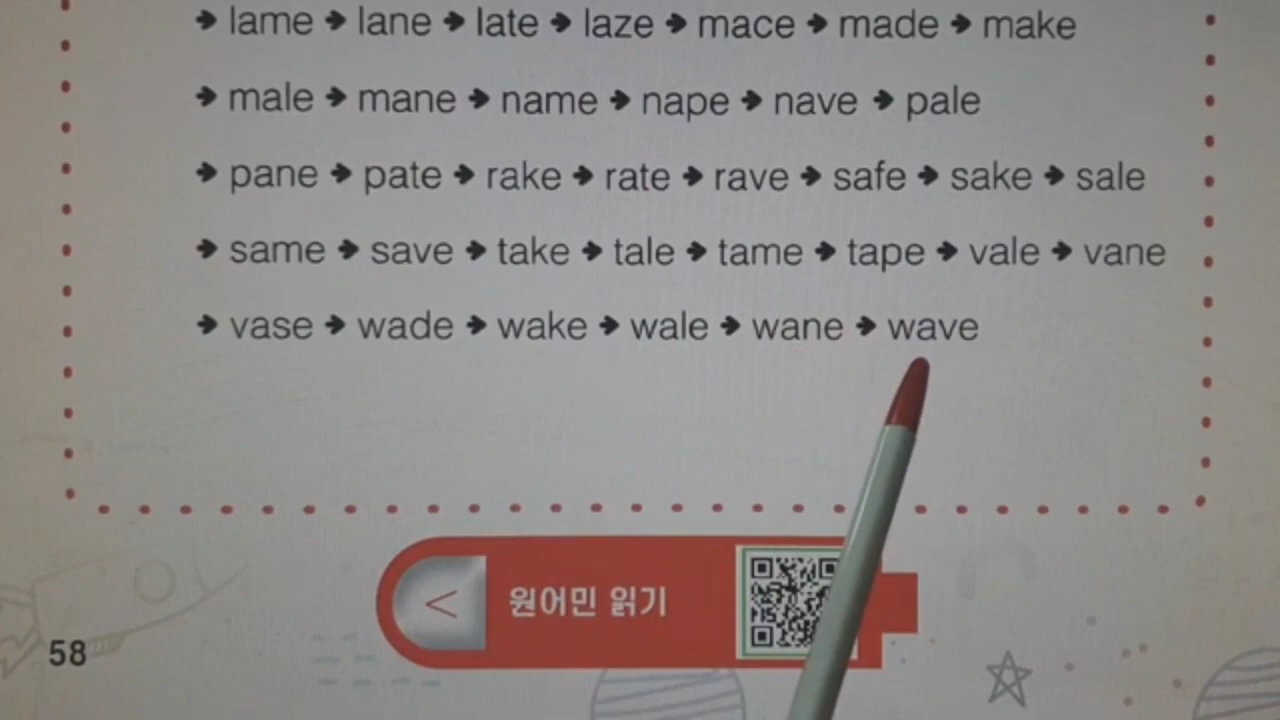 ➔ lame ➔ lane ➔ late ➔ laze ➔ mace ➔ made ➔ make
➔ male ➔ mane ➔ name ➔ nape ➔ nave ➔ pale
➔ pane ➔ pate ➔ rake ➔ rate ➔ rave ➔ safe ➔ sake ➔ sale
➔ same ➔ save ➔ take ➔ tale ➔ tame ➔ tape ➔ vale ➔ vane
➔ vase ➔ wade ➔ wake ➔ wale ➔ wane ➔ wave
< 원어민 읽기
58